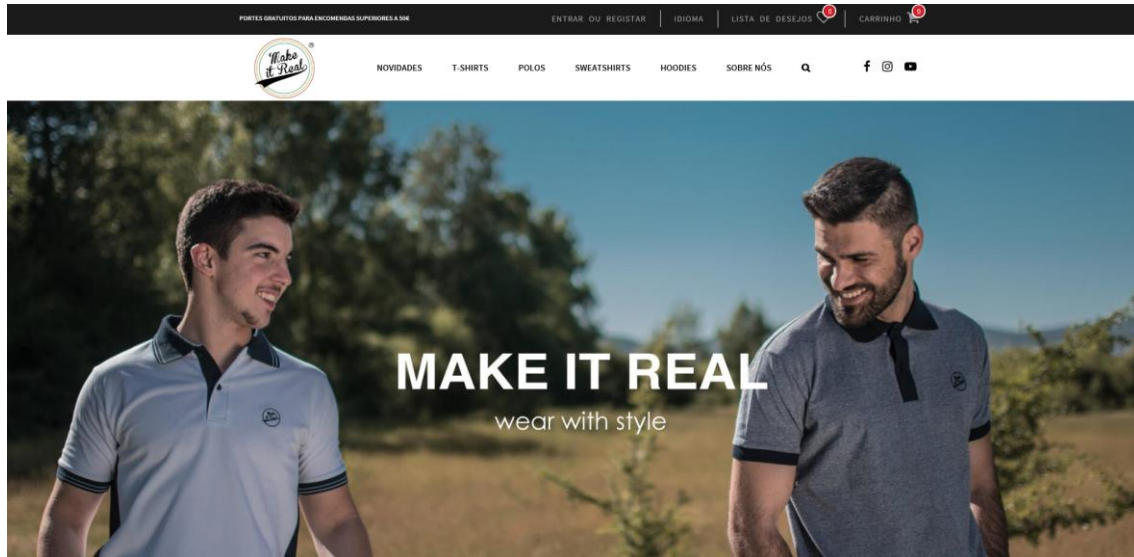 PORTES GRATUITOS PARA ENCOMENDAS SUPERIORES A 50€
ENTRAR OU REGISTAR
IDIOMA
LISTA DE DESEJOS 0
CARRINHO 0
Make
it Real
®
NOVIDADES
T-SHIRTS
POLOS
SWEATSHIRTS
HOODIES
SOBRE NÓS
MAKE IT REAL
wear with style